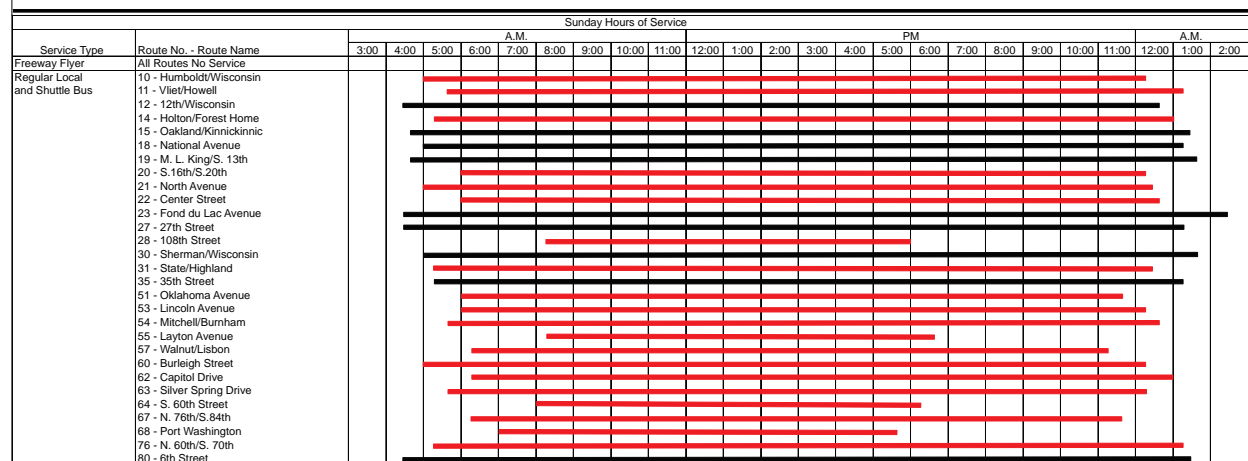 Sunday Hours of Service
A.M. PM A.M.
Service Type Route No. - Route Name 3:00 4:00 5:00 6:00 7:00 8:00 9:00 10:00 11:00 12:00 1:00 2:00 3:00 4:00 5:00 6:00 7:00 8:00 9:00 10:00 11:00 12:00 1:00 2:00
Freeway Flyer All Routes No Service
Regular Local 10 - Humboldt/Wisconsin
and Shuttle Bus 11 - Vliet/Howell
12 - 12th/Wisconsin
14 - Holton/Forest Home
15 - Oakland/Kinnickinnic
18 - National Avenue
19 - M. L. King/S. 13th
20 - S.16th/S.20th
21 - North Avenue
22 - Center Street
23 - Fond du Lac Avenue
27 - 27th Street
28 - 108th Street
30 - Sherman/Wisconsin
31 - State/Highland
35 - 35th Street
51 - Oklahoma Avenue
53 - Lincoln Avenue
54 - Mitchell/Burnham
55 - Layton Avenue
57 - Walnut/Lisbon
60 - Burleigh Street
62 - Capitol Drive
63 - Silver Spring Drive
64 - S. 60th Street
67 - N. 76th/S.84th
68 - Port Washington
76 - N. 60th/S. 70th
80 - 6th Street